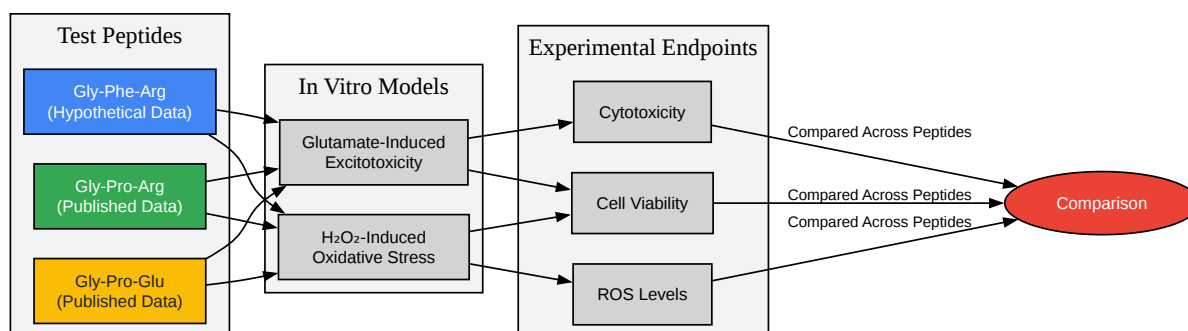 Test Peptides
Gly-Phe-Arg
(Hypothetical Data)
Gly-Pro-Arg
(Published Data)
Gly-Pro-Glu
(Published Data)
In Vitro Models
Glutamate-Induced
Excitotoxicity
H₂O₂-Induced
Oxidative Stress
Experimental Endpoints
Cytotoxicity
Cell Viability
ROS Levels
Compared Across Peptides
Compared Across Peptides
Compared Across Peptides
Comparison